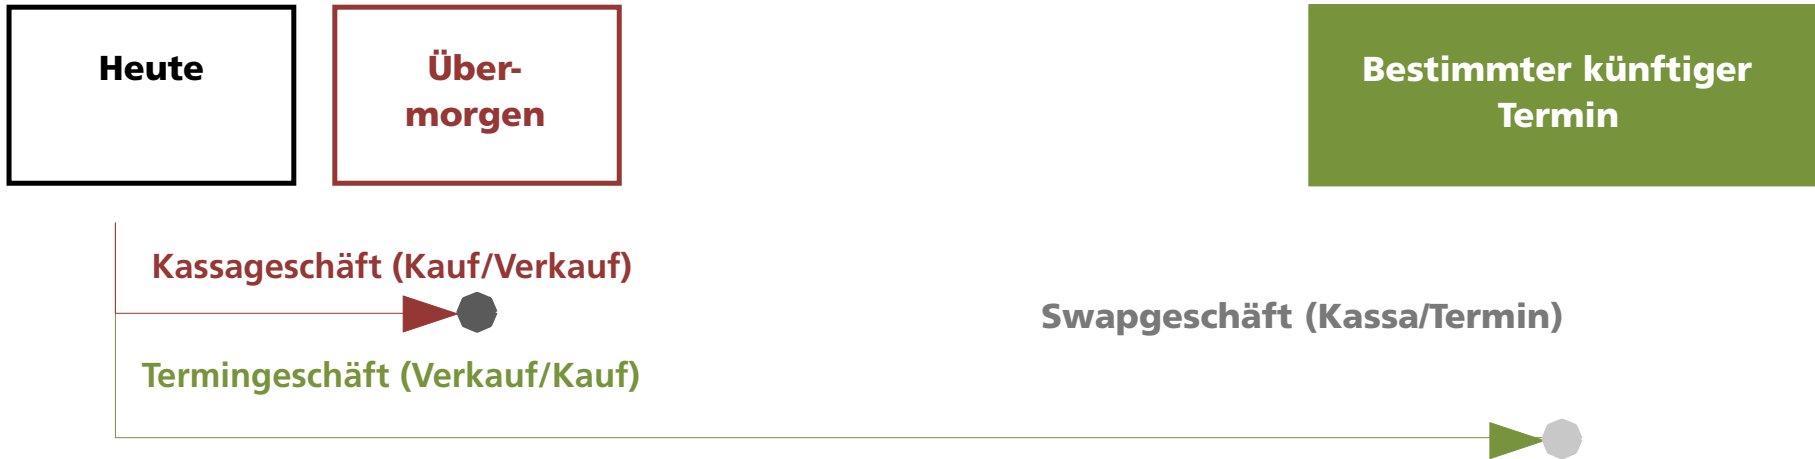 Heute
Über-
morgen
Bestimmter künftiger
Termin
Kassageschäft (Kauf/Verkauf)
Swapgeschäft (Kassa/Termin)
Termingeschäft (Verkauf/Kauf)